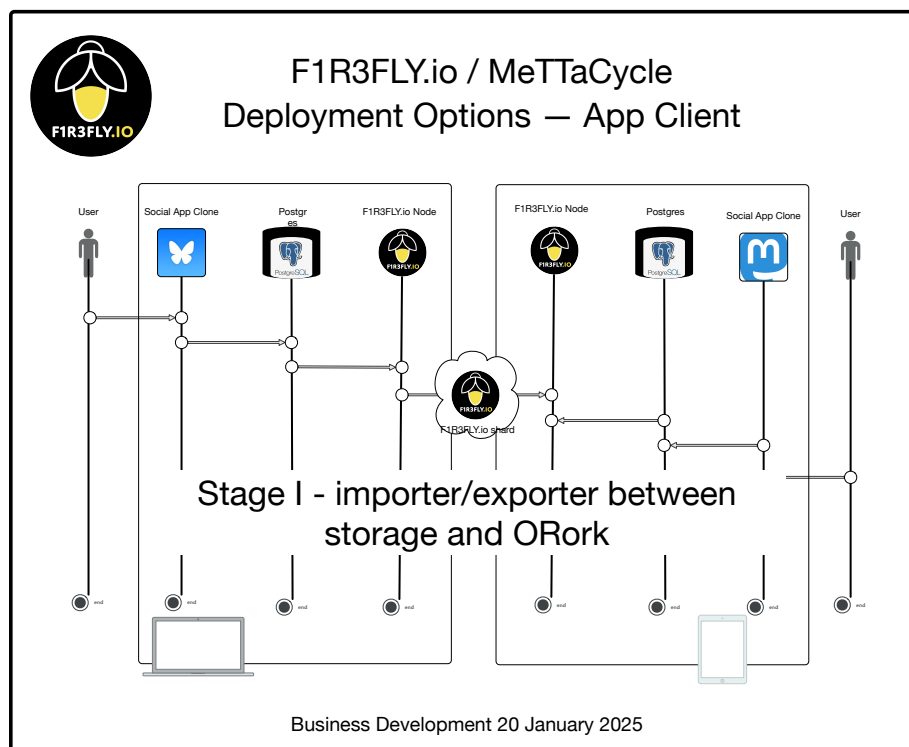 F1R3FLY.IO
F1R3FLY.io / MeTTaCycle
Deployment Options — App Client
User
Social App Clone
Postgr
es
F1R3FLY.io Node
F1R3FLY.io Node
Postgres
Social App Clone
User
PostgreSQL
F1R3FLY.IO
F1R3FLY.IO
PostgreSQL
m
F1R3FLY.IO
F1R3FLY.io shard
Stage I - importer/exporter between
storage and ORork
end
end
end
end
end
end
end
end
Business Development 20 January 2025